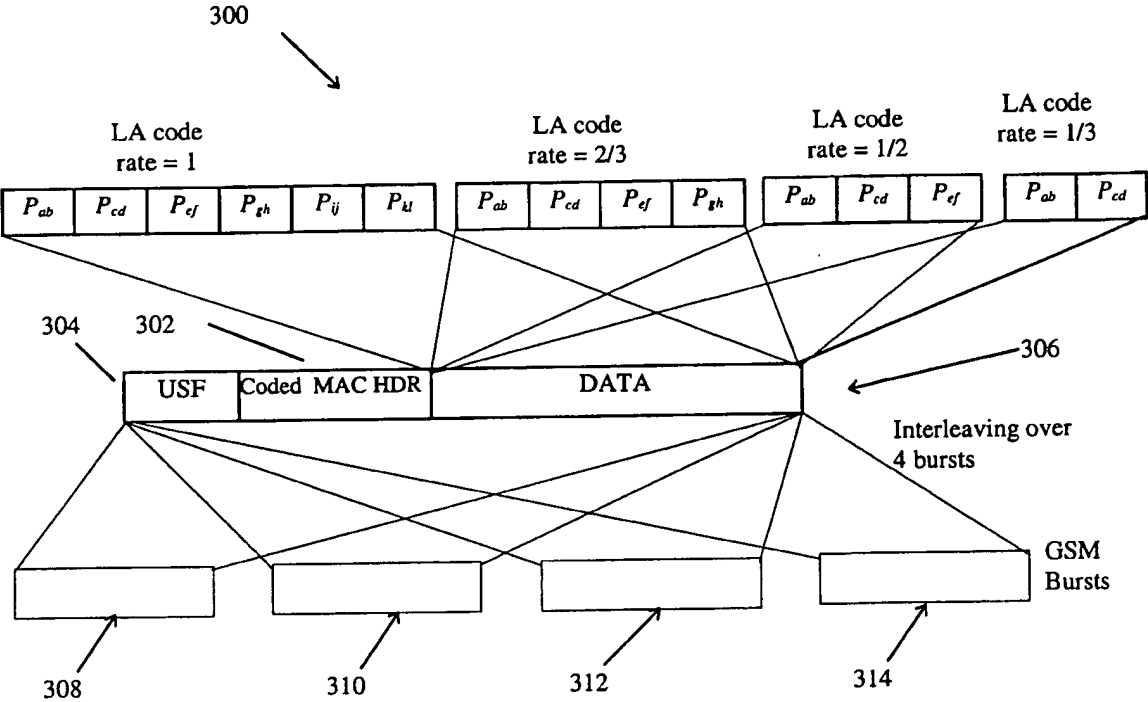 300
LA code
rate = 1
LA code
rate = 2/3
LA code
rate = 1/2
LA code
rate = 1/3
P_ab P_cd P_ef P_gh P_ij P_kl
P_ab P_cd P_ef P_gh
P_ab P_cd P_ef
P_ab P_cd
304
302
306
USF
Coded MAC HDR
DATA
Interleaving over
4 bursts
GSM
Bursts
308
310
312
314